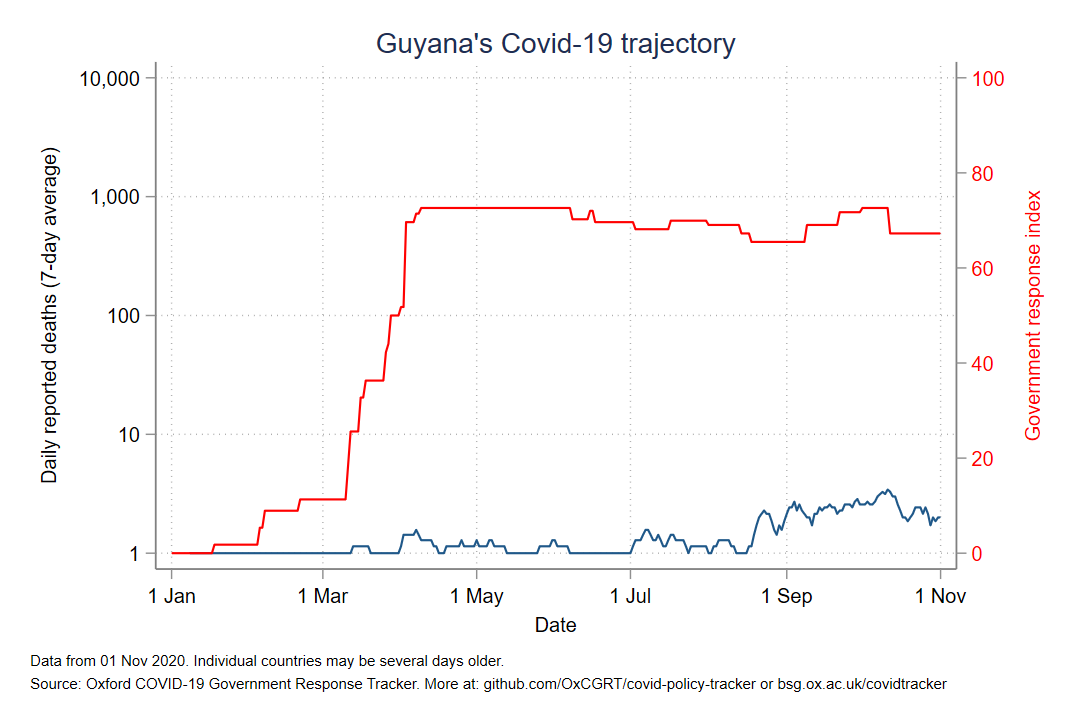 Guyana's Covid-19 trajectory
10,000
1,000
100
10
1
Daily reported deaths (7-day average)
100
80
60
40
20
0
Government response index
1 Jan
1 Mar
1 May
1 Jul
1 Sep
1 Nov
Date
Data from 01 Nov 2020. Individual countries may be several days older.
Source: Oxford COVID-19 Government Response Tracker. More at: github.com/OxCGRT/covid-policy-tracker or bsg.ox.ac.uk/covidtracker